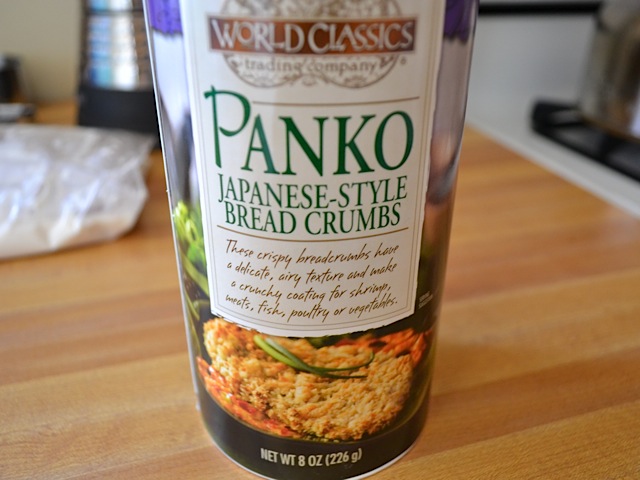 WORLD CLASSICS
trading company
PANKO
JAPANESE-STYLE
BREAD CRUMBS
These crispy breadcrumbs have
a delicate, airy texture and make
a crunchy coating for shrimp,
meats, fish, poultry or vegetables.
NET WT 8 OZ (226 g)